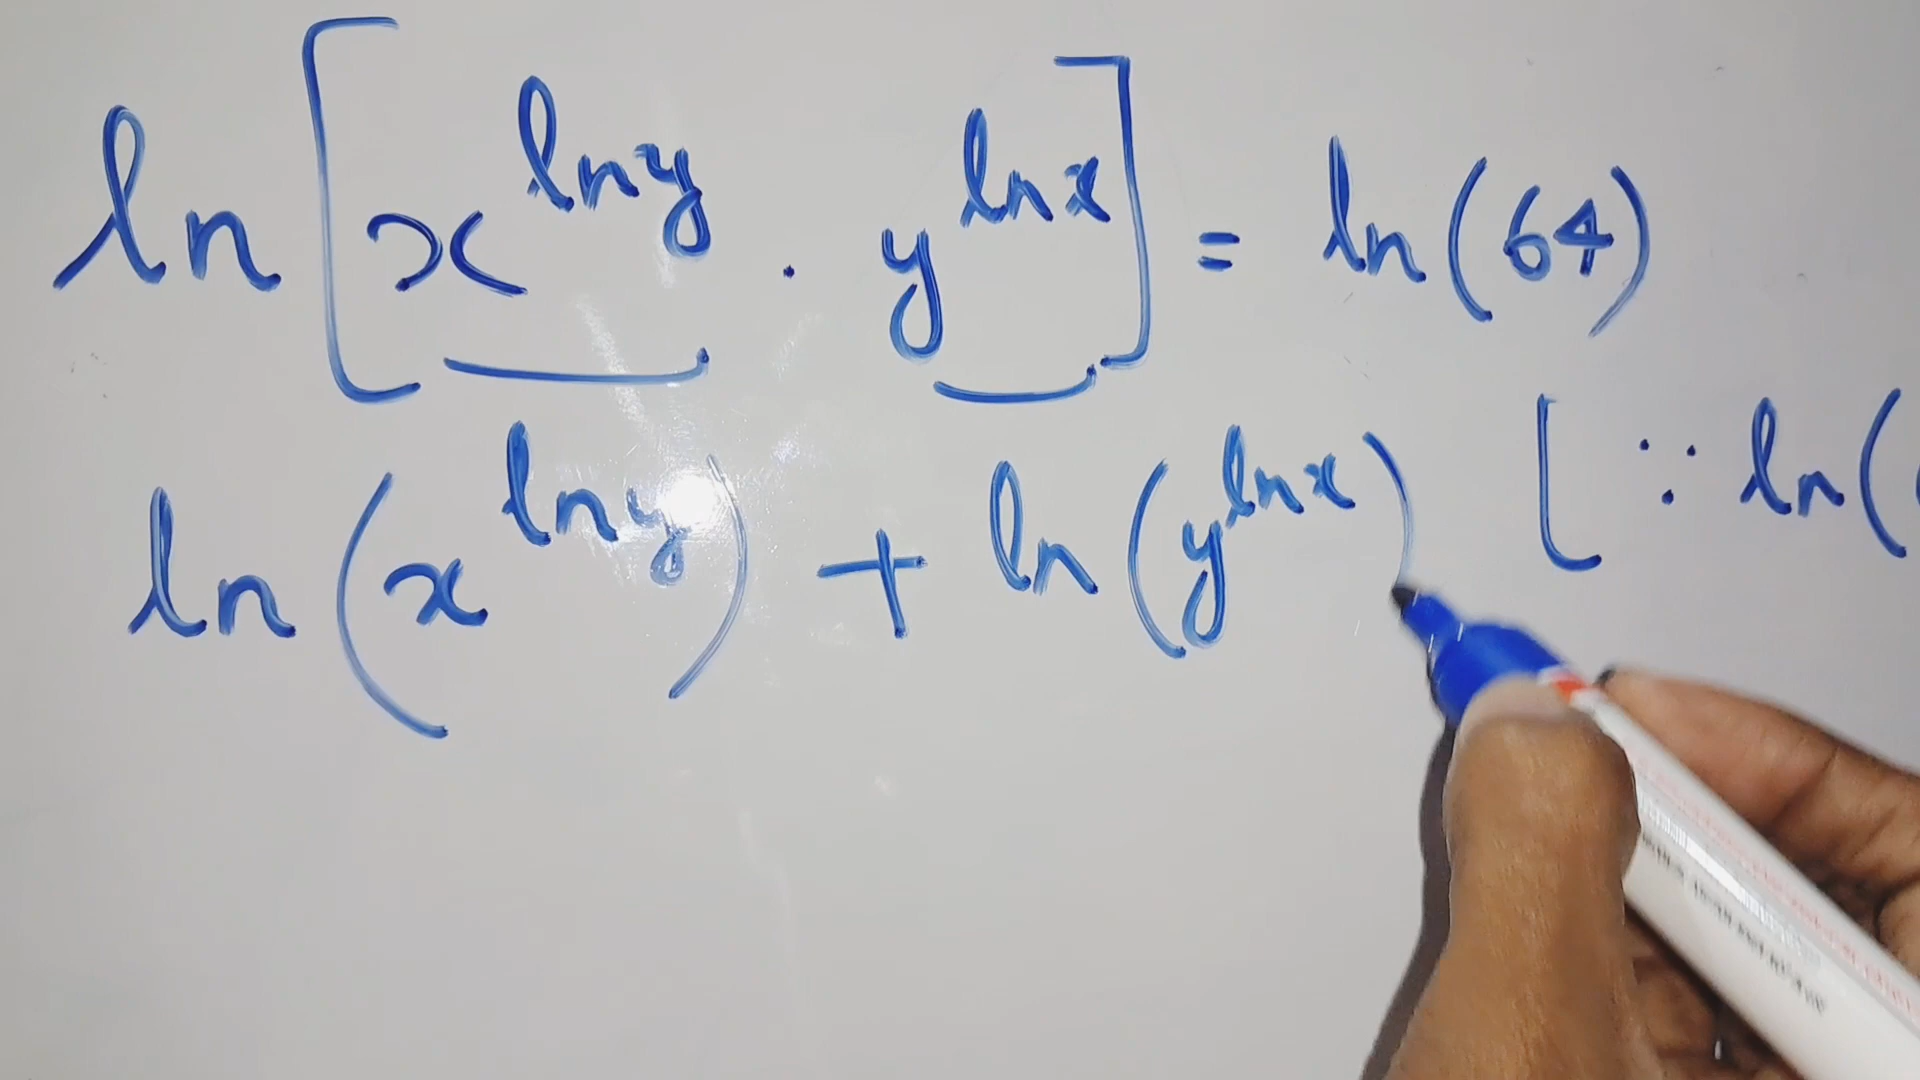 ln[x^lny . y^lnx] = ln(64)
ln(x^lny) + ln(y^lnx) [∵ ln(